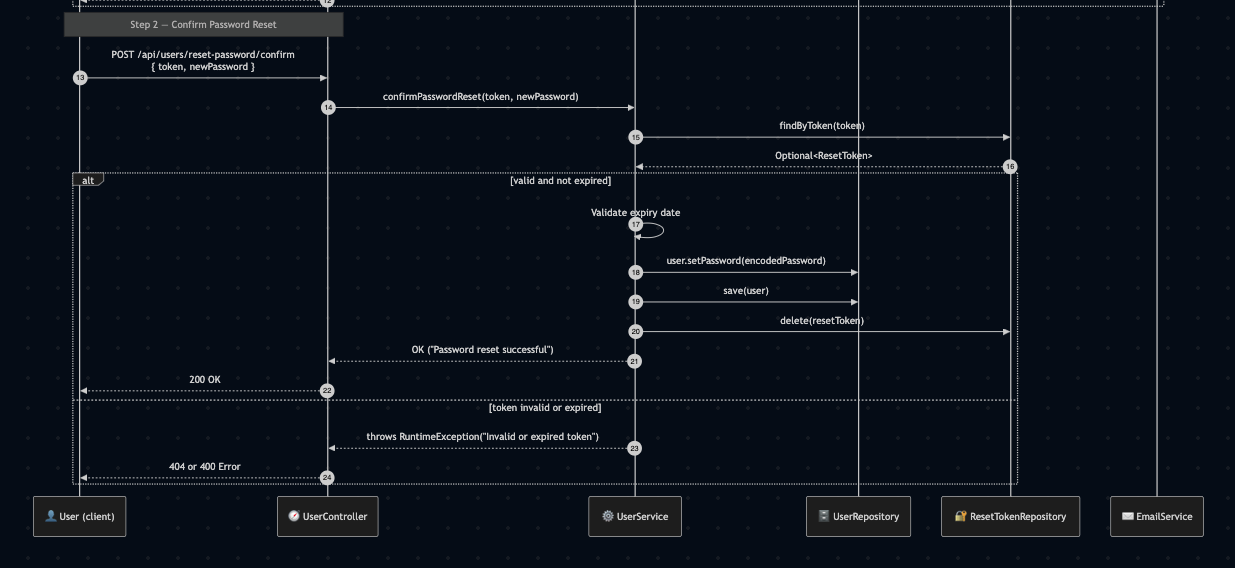 12
Step 2 — Confirm Password Reset
POST /api/users/reset-password/confirm
{ token, newPassword }
13
confirmPasswordReset(token, newPassword)
14
findByToken(token)
15
Optional<ResetToken>
16
alt
[valid and not expired]
Validate expiry date
17
user.setPassword(encodedPassword)
18
save(user)
19
delete(resetToken)
20
OK ("Password reset successful")
21
200 OK
22
[token invalid or expired]
throws RuntimeException("Invalid or expired token")
23
404 or 400 Error
24
User (client)
UserController
UserService
UserRepository
ResetTokenRepository
EmailService